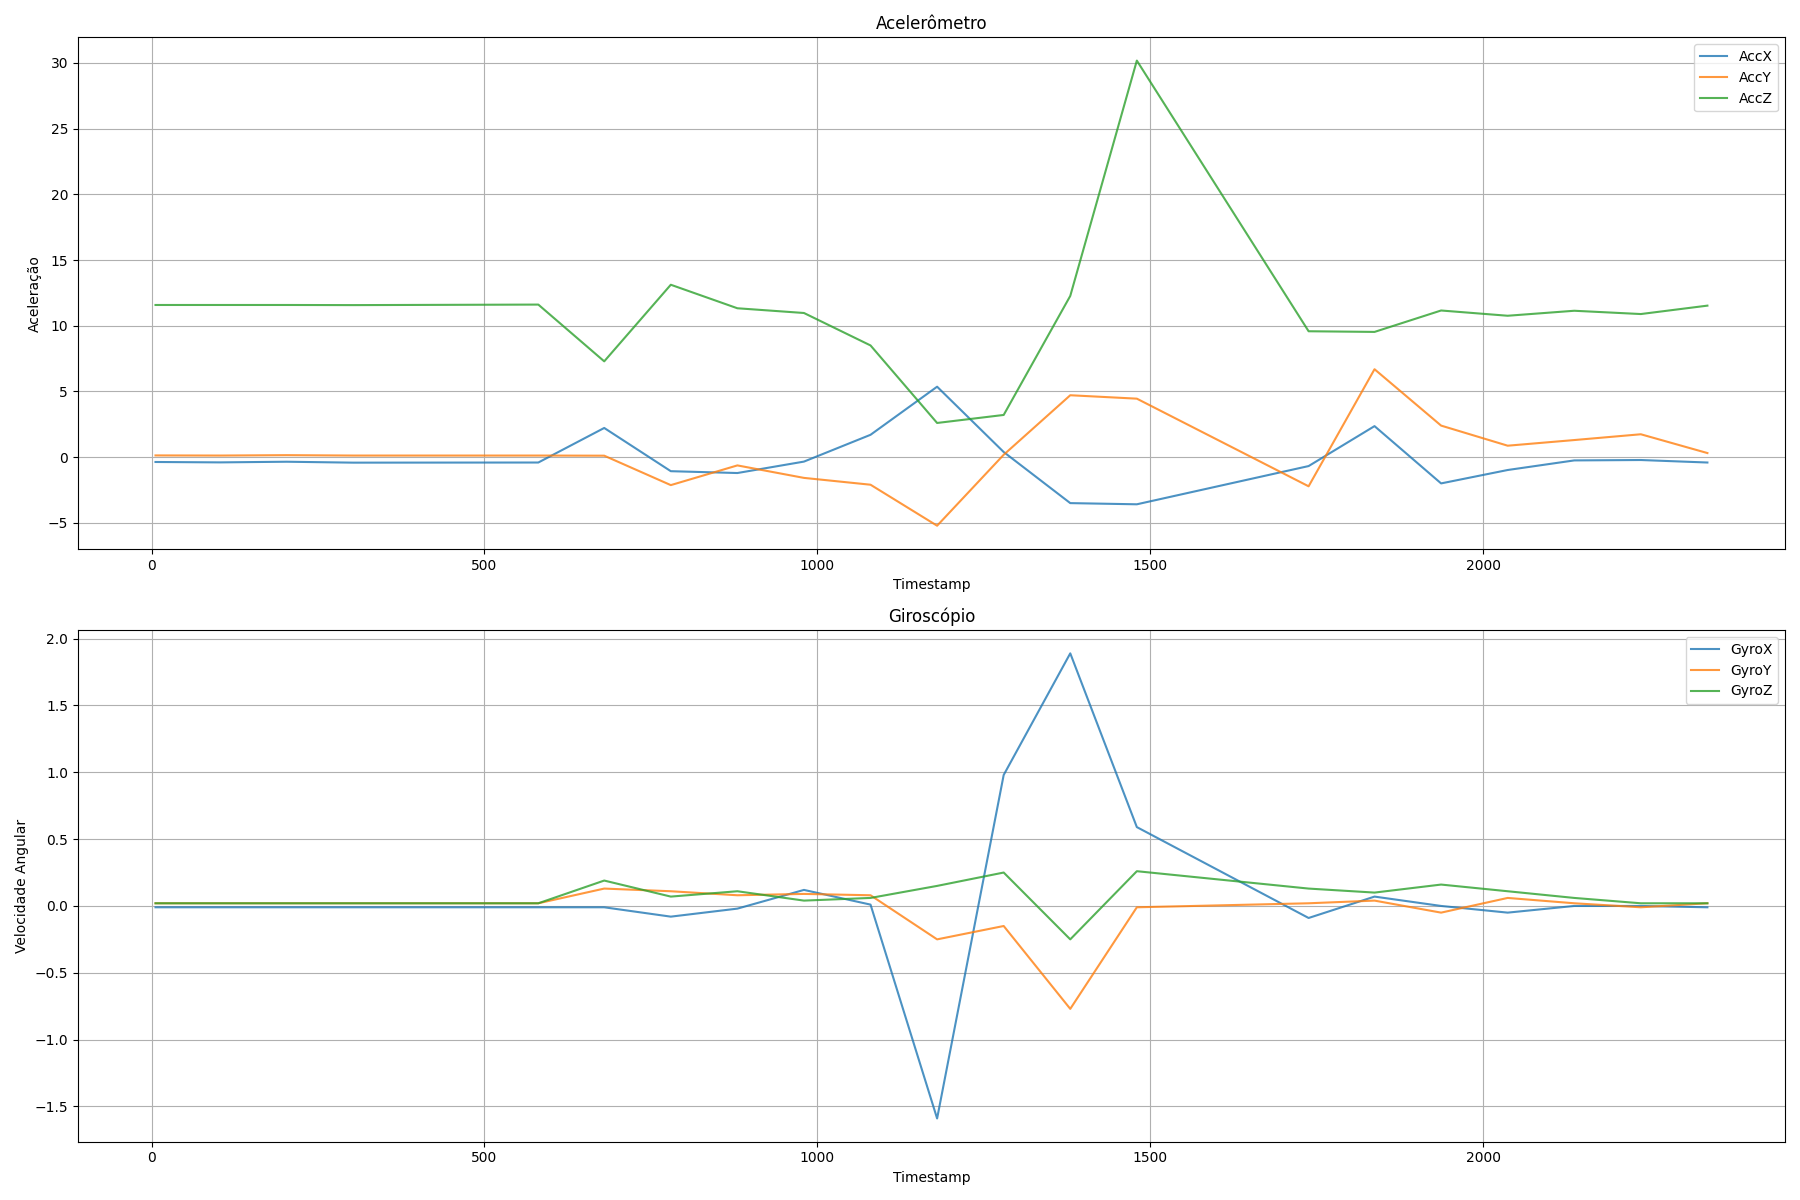 Acelerômetro
30
25
20
15
10
5
0
−5
Aceleração
AccX
AccY
AccZ
0
500
1000
1500
2000
Timestamp
Giroscópio
2.0
1.5
1.0
0.5
0.0
−0.5
−1.0
−1.5
Velocidade Angular
GyroX
GyroY
GyroZ
0
500
1000
1500
2000
Timestamp